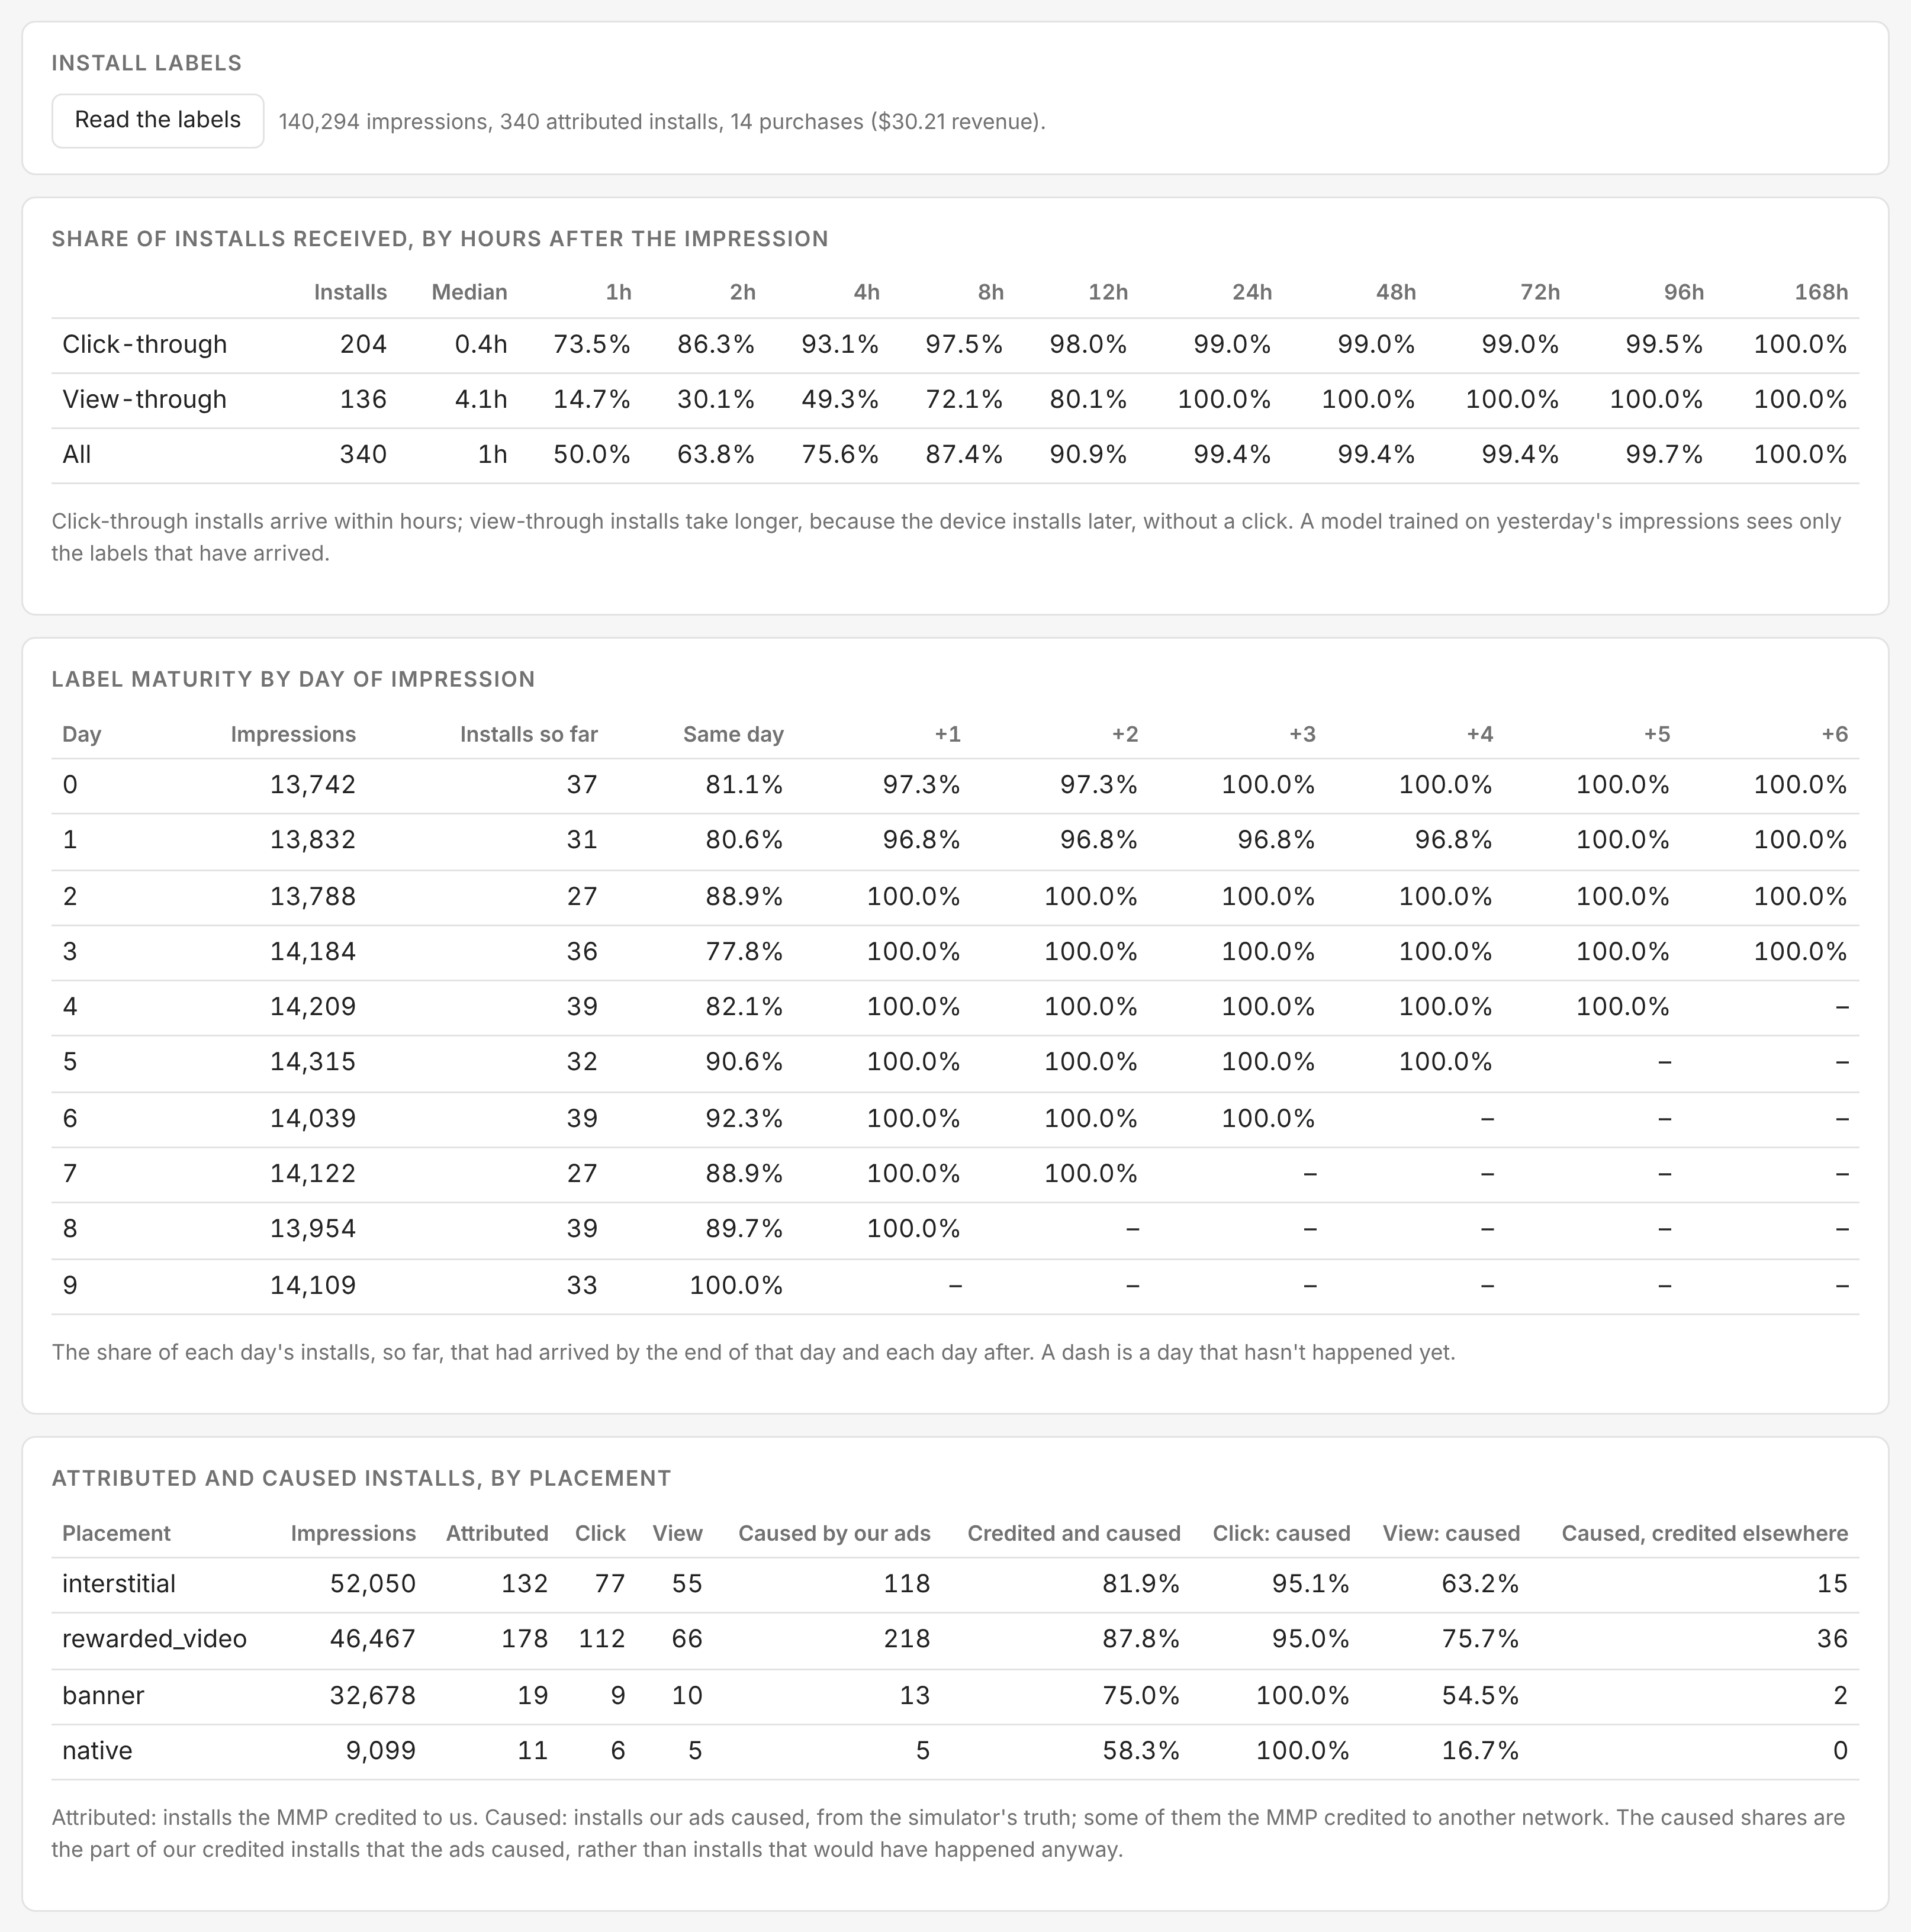 INSTALL LABELS
Read the labels 140,294 impressions, 340 attributed installs, 14 purchases ($30.21 revenue).
SHARE OF INSTALLS RECEIVED, BY HOURS AFTER THE IMPRESSION
Installs Median 1h 2h 4h 8h 12h 24h 48h 72h 96h 168h
Click-through 204 0.4h 73.5% 86.3% 93.1% 97.5% 98.0% 99.0% 99.0% 99.0% 99.5% 100.0%
View-through 136 4.1h 14.7% 30.1% 49.3% 72.1% 80.1% 100.0% 100.0% 100.0% 100.0% 100.0%
All 340 1h 50.0% 63.8% 75.6% 87.4% 90.9% 99.4% 99.4% 99.4% 99.7% 100.0%
Click-through installs arrive within hours; view-through installs take longer, because the device installs later, without a click. A model trained on yesterday's impressions sees only
the labels that have arrived.
LABEL MATURITY BY DAY OF IMPRESSION
Day Impressions Installs so far Same day +1 +2 +3 +4 +5 +6
0 13,742 37 81.1% 97.3% 97.3% 100.0% 100.0% 100.0% 100.0%
1 13,832 31 80.6% 96.8% 96.8% 96.8% 96.8% 100.0% 100.0%
2 13,788 27 88.9% 100.0% 100.0% 100.0% 100.0% 100.0% 100.0%
3 14,184 36 77.8% 100.0% 100.0% 100.0% 100.0% 100.0% 100.0%
4 14,209 39 82.1% 100.0% 100.0% 100.0% 100.0% 100.0% –
5 14,315 32 90.6% 100.0% 100.0% 100.0% 100.0% – –
6 14,039 39 92.3% 100.0% 100.0% 100.0% – – –
7 14,122 27 88.9% 100.0% 100.0% – – – –
8 13,954 39 89.7% 100.0% – – – – –
9 14,109 33 100.0% – – – – – –
The share of each day's installs, so far, that had arrived by the end of that day and each day after. A dash is a day that hasn't happened yet.
ATTRIBUTED AND CAUSED INSTALLS, BY PLACEMENT
Placement Impressions Attributed Click View Caused by our ads Credited and caused Click: caused View: caused Caused, credited elsewhere
interstitial 52,050 132 77 55 118 81.9% 95.1% 63.2% 15
rewarded_video 46,467 178 112 66 218 87.8% 95.0% 75.7% 36
banner 32,678 19 9 10 13 75.0% 100.0% 54.5% 2
native 9,099 11 6 5 5 58.3% 100.0% 16.7% 0
Attributed: installs the MMP credited to us. Caused: installs our ads caused, from the simulator's truth; some of them the MMP credited to another network. The caused shares are
the part of our credited installs that the ads caused, rather than installs that would have happened anyway.